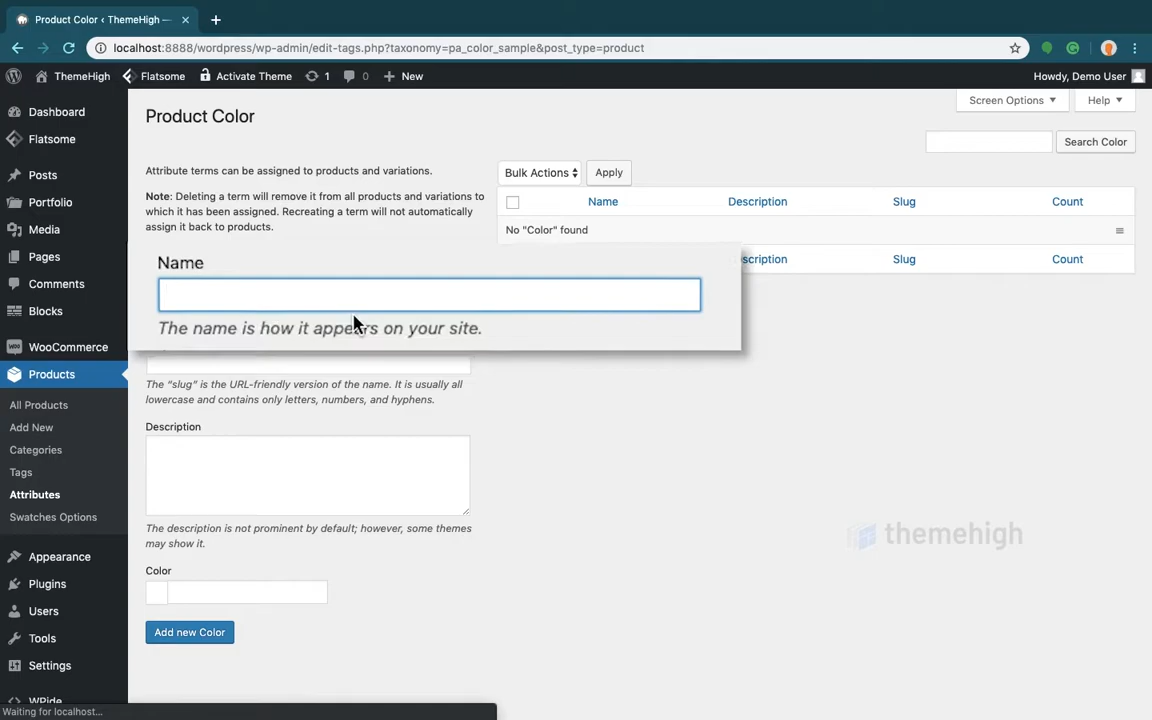 Product Color ‹ ThemeHigh —
localhost:8888/wordpress/wp-admin/edit-tags.php?taxonomy=pa_color_sample&post_type=product
ThemeHigh
Flatsome
Activate Theme
1
0
New
Howdy, Demo User
Dashboard
Flatsome
Posts
Portfolio
Media
Pages
Comments
Blocks
WooCommerce
Products
All Products
Add New
Categories
Tags
Attributes
Swatches Options
Appearance
Plugins
Users
Tools
Settings
WPide
Waiting for localhost...
Screen Options
Help
Product Color
Search Color
Attribute terms can be assigned to products and variations.
Note: Deleting a term will remove it from all products and variations to
which it has been assigned. Recreating a term will not automatically
assign it back to products.
Name
The name is how it appears on your site.
The “slug” is the URL-friendly version of the name. It is usually all
lowercase and contains only letters, numbers, and hyphens.
Description
The description is not prominent by default; however, some themes
may show it.
Color
Add new Color
Bulk Actions
Apply
Name Description Slug Count
No "Color" found
scription Slug Count
themehigh